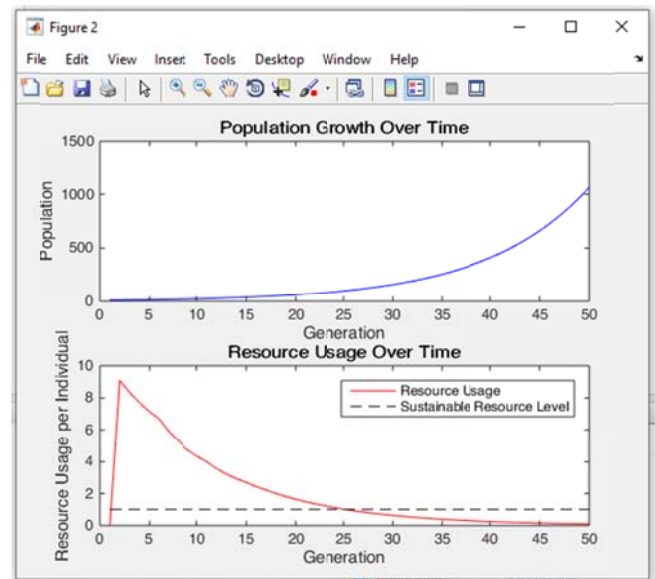 Figure 2
File Edit View Insert Tools Desktop Window Help
Population Growth Over Time
1500
1000
500
0
Population
0 5 10 15 20 25 30 35 40 45 50
Generation
Resource Usage Over Time
10
8
6
4
2
0
Resource Usage per Individual
Resource Usage
Sustainable Resource Level
0 5 10 15 20 25 30 35 40 45 50
Generation